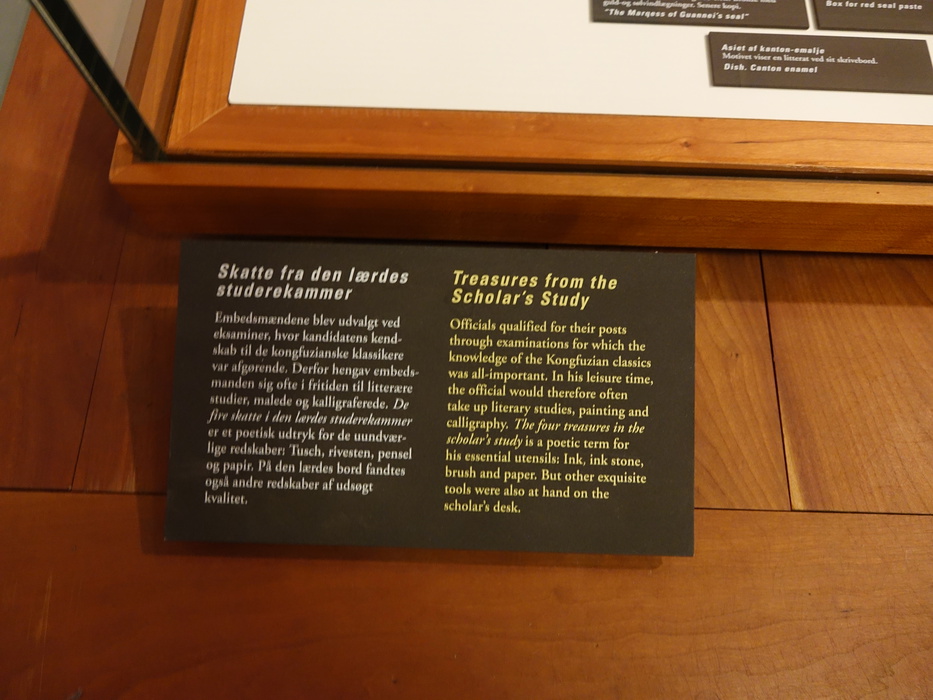 guld-og sølvindlægninger. Senere kopi.
"The Marqess of Guannei's seal"
Box for red seal paste
Asiet af kanton-emalje
Motivet viser en litterat ved sit skrivebord.
Dish. Canton enamel
Skatte fra den lærdes
studerekammer
Embedsmændene blev udvalgt ved
eksaminer, hvor kandidatens kend-
skab til de kongfuzianske klassikere
var afgørende. Derfor hengav embeds-
manden sig ofte i fritiden til litterære
studier, malede og kalligraferede. De
fire skatte i den lærdes studerekammer
er et poetisk udtryk for de uundvær-
lige redskaber: Tusch, rivesten, pensel
og papir. På den lærdes bord fandtes
også andre redskaber af udsøgt
kvalitet.
Treasures from the
Scholar's Study
Officials qualified for their posts
through examinations for which the
knowledge of the Kongfuzian classics
was all-important. In his leisure time,
the official would therefore often
take up literary studies, painting and
calligraphy. The four treasures in the
scholar's study is a poetic term for
his essential utensils: Ink, ink stone,
brush and paper. But other exquisite
tools were also at hand on the
scholar's desk.